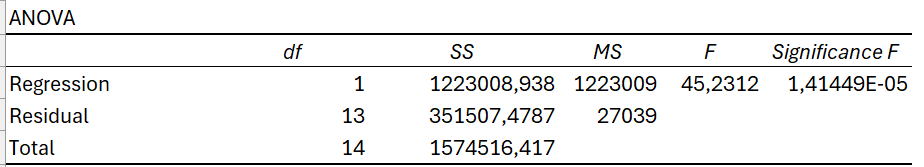 ANOVA
df SS MS F Significance F
Regression 1 1223008,938 1223009 45,2312 1,41449E-05
Residual 13 351507,4787 27039
Total 14 1574516,417